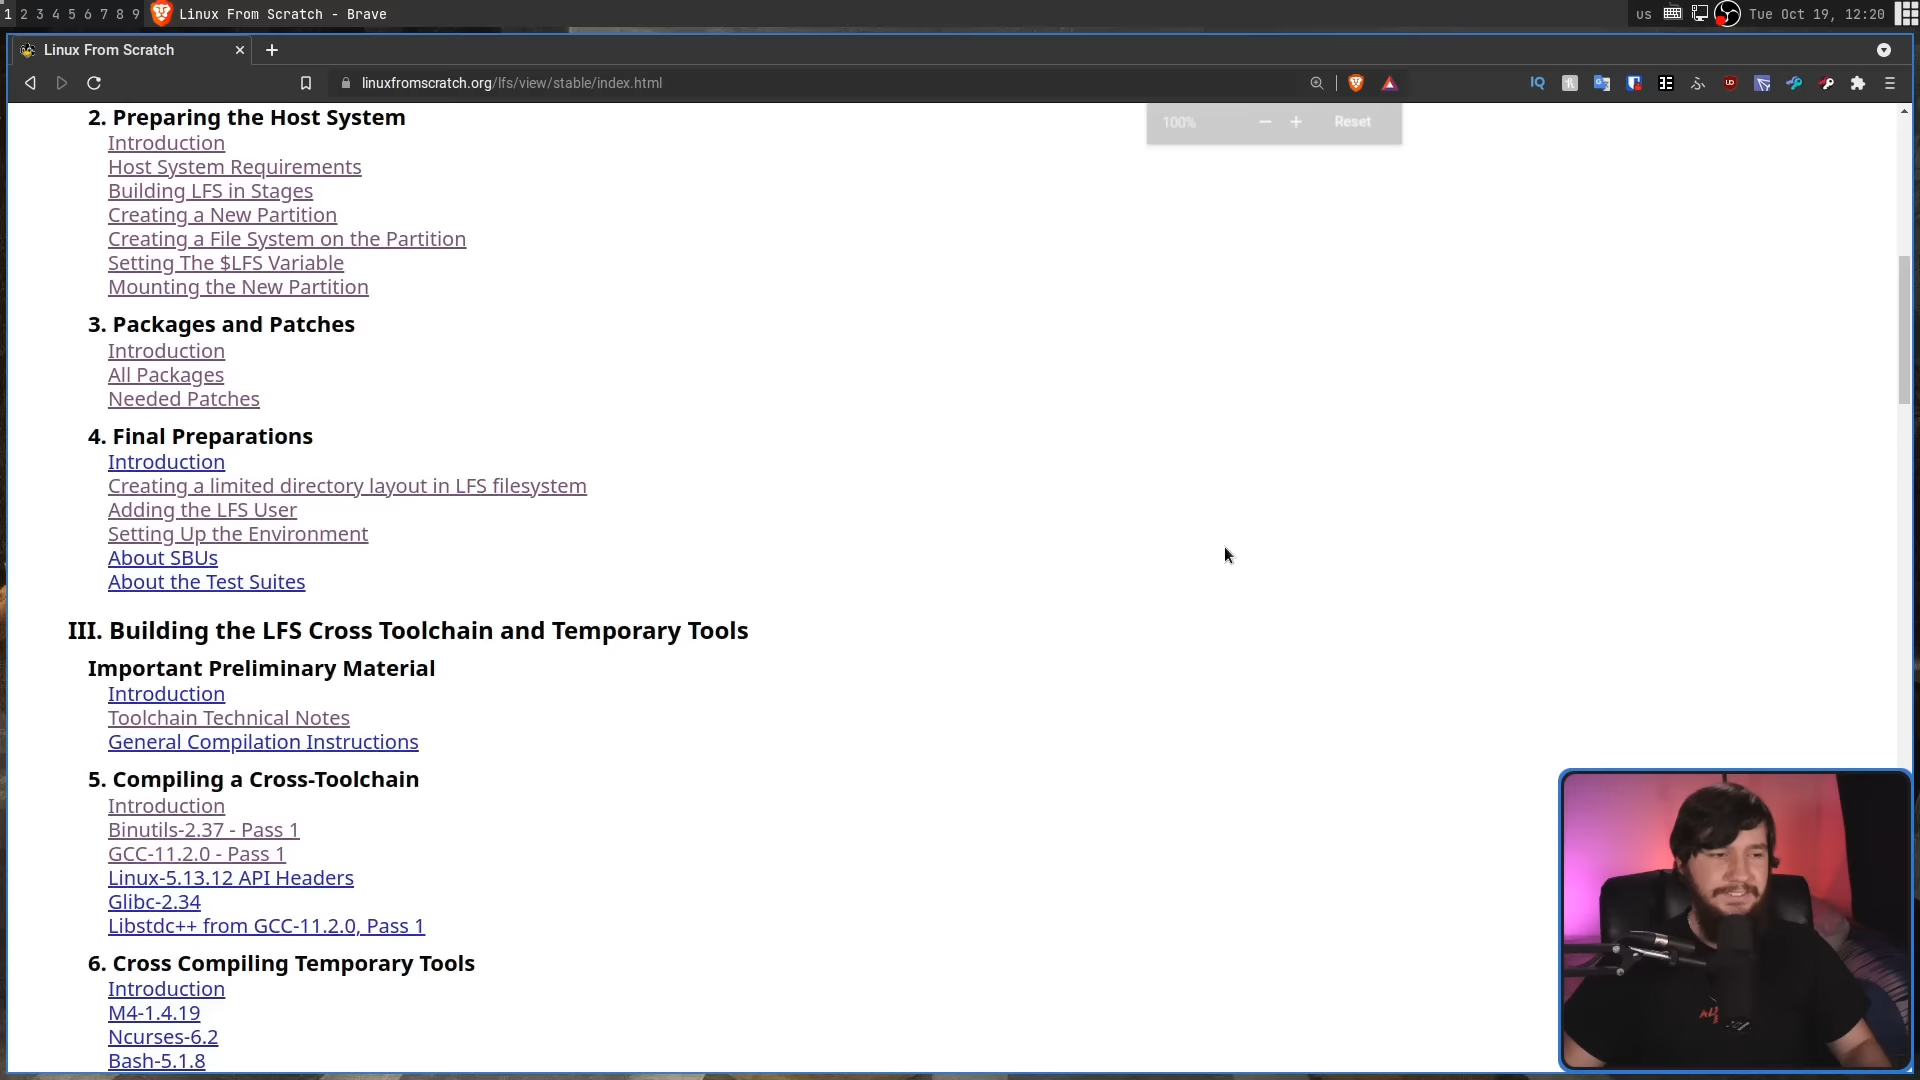 1 2 3 4 5 6 7 8 9 Linux From Scratch - Brave us Tue Oct 19, 12:20
Linux From Scratch
linuxfromscratch.org/lfs/view/stable/index.html
100% − + Reset
2. Preparing the Host System
Introduction
Host System Requirements
Building LFS in Stages
Creating a New Partition
Creating a File System on the Partition
Setting The $LFS Variable
Mounting the New Partition
3. Packages and Patches
Introduction
All Packages
Needed Patches
4. Final Preparations
Introduction
Creating a limited directory layout in LFS filesystem
Adding the LFS User
Setting Up the Environment
About SBUs
About the Test Suites
III. Building the LFS Cross Toolchain and Temporary Tools
Important Preliminary Material
Introduction
Toolchain Technical Notes
General Compilation Instructions
5. Compiling a Cross-Toolchain
Introduction
Binutils-2.37 - Pass 1
GCC-11.2.0 - Pass 1
Linux-5.13.12 API Headers
Glibc-2.34
Libstdc++ from GCC-11.2.0, Pass 1
6. Cross Compiling Temporary Tools
Introduction
M4-1.4.19
Ncurses-6.2
Bash-5.1.8